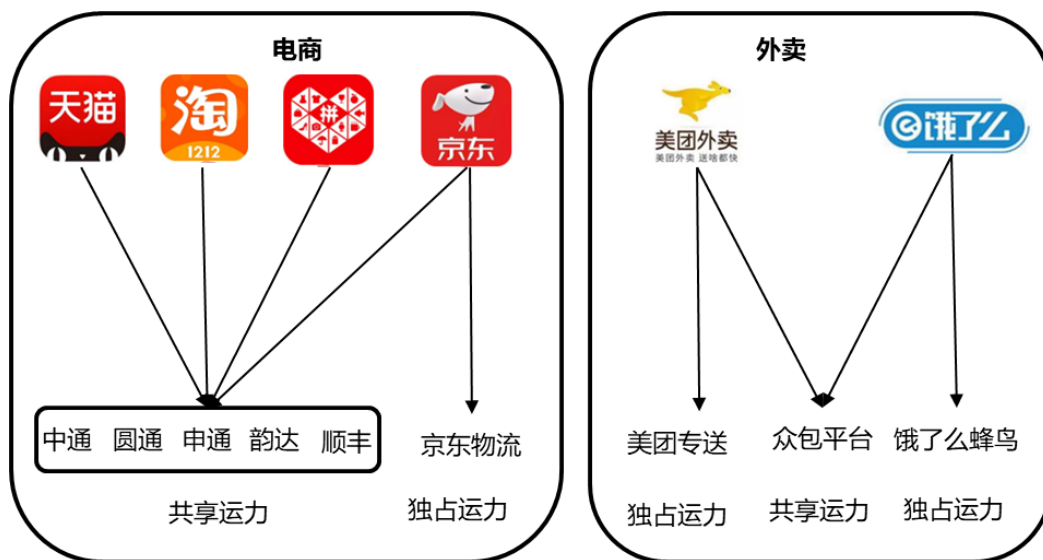 电商
天猫
淘
1212
拼
京东
中通 圆通 申通 韵达 顺丰
京东物流
共享运力
独占运力
外卖
美团外卖
美团外卖 送啥都快
饿了么
美团专送
众包平台
饿了么蜂鸟
独占运力
共享运力
独占运力